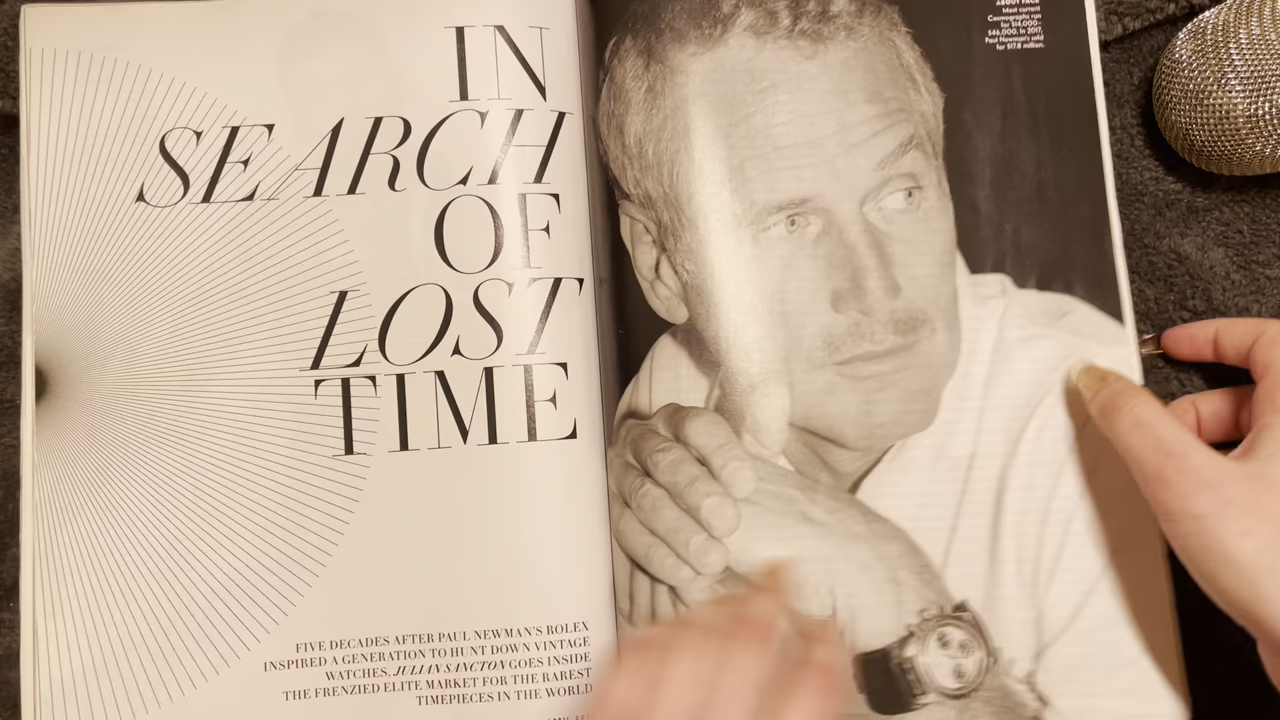 IN
SEARCH
OF
LOST
TIME
FIVE DECADES AFTER PAUL NEWMAN'S ROLEX
INSPIRED A GENERATION TO HUNT DOWN VINTAGE
WATCHES, JULIAN SANCTON GOES INSIDE
THE FRENZIED ELITE MARKET FOR THE RAREST
TIMEPIECES IN THE WORLD
ABOUT FACE
Most current
Cosmographs run
for $14,000–
$46,000. In 2017,
Paul Newman's sold
for $17.8 million.